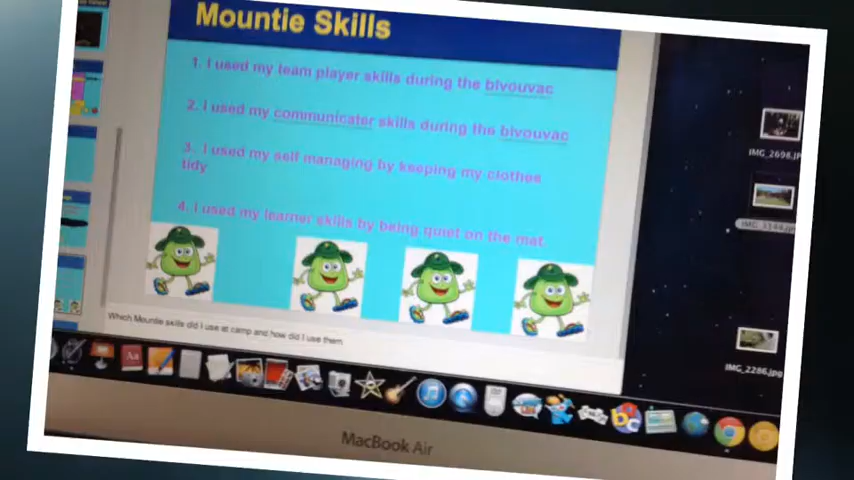 Mountie Skills
1. I used my team player skills during the bivouvac
2. I used my communicater skills during the bivouvac
3. I used my self managing by keeping my clothes
tidy
4. I used my learner skills by being quiet on the mat
Which Mountie skills did I use at camp and how did I use them
IMG_2286.jpg
MacBook Air